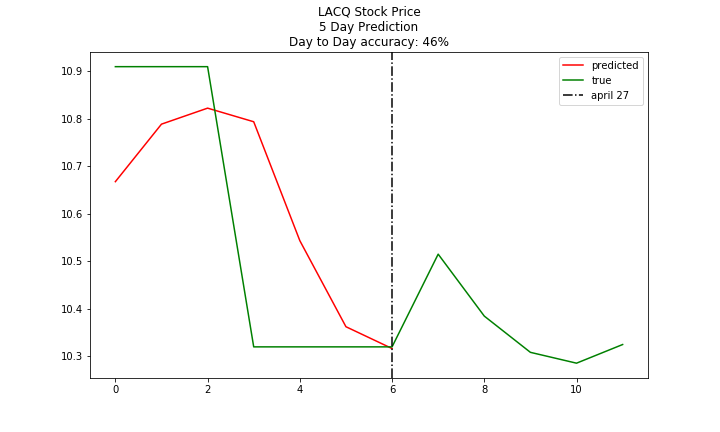 LACQ Stock Price
5 Day Prediction
Day to Day accuracy: 46%
predicted
true
april 27
10.9
10.8
10.7
10.6
10.5
10.4
10.3
0 2 4 6 8 10